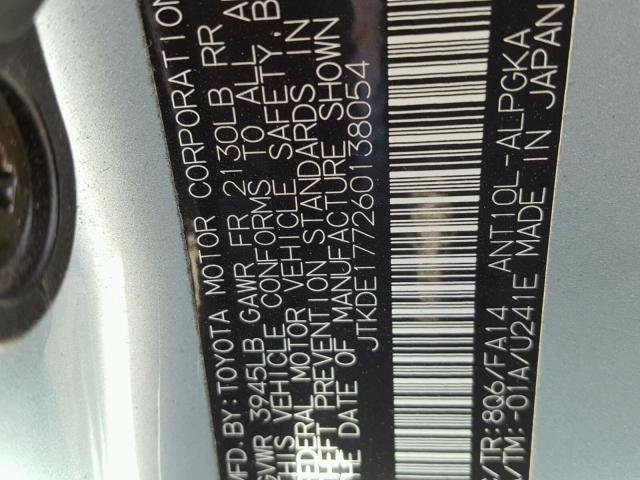 MFD.BY:TOYOTA MOTOR CORPORATION
GVWR 3945LB GAWR FR 2130LB RR
THIS VEHICLE CONFORMS TO ALL
FEDERAL MOTOR VEHICLE SAFETY, B
THEFT PREVENTION STANDARDS IN
THE DATE OF MANUFACTURE SHOWN
JTKDE177260138054
C/TR:8Q6/FA14 ANT10L-ALPGKA
A/TM:-01A/U241E MADE IN JAPAN